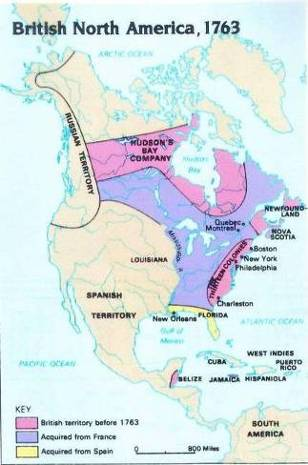 British North America, 1763
ARCTIC OCEAN
RUSSIAN TERRITORY
HUDSON'S
BAY
COMPANY
Hudson
Bay
NEWFOUND-
LAND
Quebec
Montreal
NOVA
SCOTIA
Boston
New York
Philadelphia
THIRTEEN COLONIES
Mississippi R.
LOUISIANA
SPANISH
TERRITORY
Charleston
New Orleans
FLORIDA
ATLANTIC OCEAN
Gulf of
Mexico
PACIFIC OCEAN
CUBA
WEST INDIES
PUERTO
RICO
BELIZE
JAMAICA
HISPANIOLA
KEY
British territory before 1763
Acquired from France
Acquired from Spain
0
800 Miles
SOUTH
AMERICA